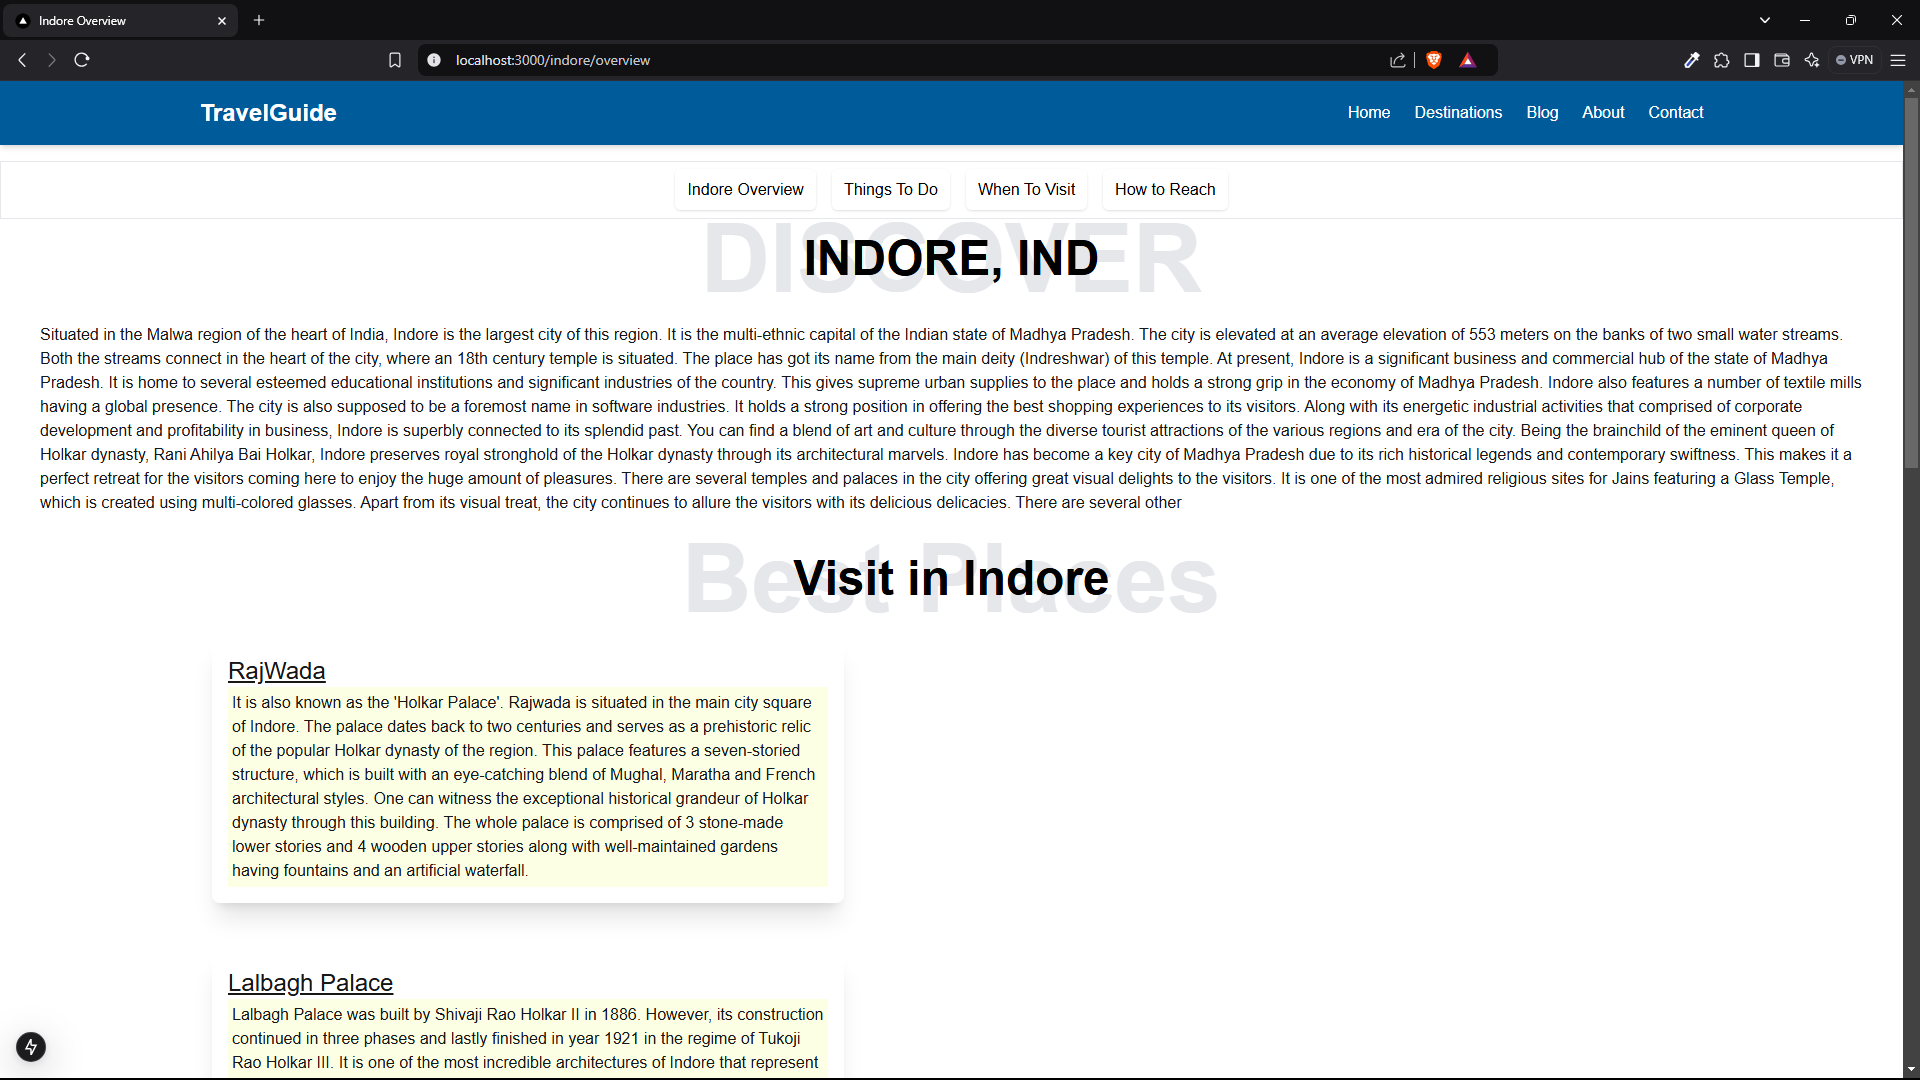 Indore Overview
localhost:3000/indore/overview
VPN
TravelGuide
Home Destinations Blog About Contact
Indore Overview Things To Do When To Visit How to Reach
DISCOVER
INDORE, IND
Situated in the Malwa region of the heart of India, Indore is the largest city of this region. It is the multi-ethnic capital of the Indian state of Madhya Pradesh. The city is elevated at an average elevation of 553 meters on the banks of two small water streams.
Both the streams connect in the heart of the city, where an 18th century temple is situated. The place has got its name from the main deity (Indreshwar) of this temple. At present, Indore is a significant business and commercial hub of the state of Madhya
Pradesh. It is home to several esteemed educational institutions and significant industries of the country. This gives supreme urban supplies to the place and holds a strong grip in the economy of Madhya Pradesh. Indore also features a number of textile mills
having a global presence. The city is also supposed to be a foremost name in software industries. It holds a strong position in offering the best shopping experiences to its visitors. Along with its energetic industrial activities that comprised of corporate
development and profitability in business, Indore is superbly connected to its splendid past. You can find a blend of art and culture through the diverse tourist attractions of the various regions and era of the city. Being the brainchild of the eminent queen of
Holkar dynasty, Rani Ahilya Bai Holkar, Indore preserves royal stronghold of the Holkar dynasty through its architectural marvels. Indore has become a key city of Madhya Pradesh due to its rich historical legends and contemporary swiftness. This makes it a
perfect retreat for the visitors coming here to enjoy the huge amount of pleasures. There are several temples and palaces in the city offering great visual delights to the visitors. It is one of the most admired religious sites for Jains featuring a Glass Temple,
which is created using multi-colored glasses. Apart from its visual treat, the city continues to allure the visitors with its delicious delicacies. There are several other
Best Places
Visit in Indore
RajWada
It is also known as the 'Holkar Palace'. Rajwada is situated in the main city square
of Indore. The palace dates back to two centuries and serves as a prehistoric relic
of the popular Holkar dynasty of the region. This palace features a seven-storied
structure, which is built with an eye-catching blend of Mughal, Maratha and French
architectural styles. One can witness the exceptional historical grandeur of Holkar
dynasty through this building. The whole palace is comprised of 3 stone-made
lower stories and 4 wooden upper stories along with well-maintained gardens
having fountains and an artificial waterfall.
Lalbagh Palace
Lalbagh Palace was built by Shivaji Rao Holkar II in 1886. However, its construction
continued in three phases and lastly finished in year 1921 in the regime of Tukoji
Rao Holkar III. It is one of the most incredible architectures of Indore that represent